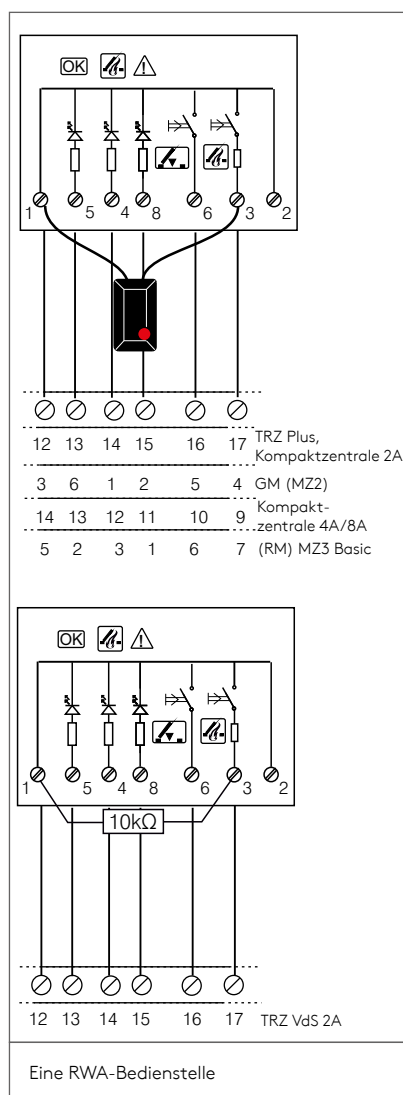 OK
1 5 4 8 6 3 2
12 13 14 15 16 17 TRZ Plus,
Kompaktzentrale 2A
3 6 1 2 5 4 GM (MZ2)
14 13 12 11 10 9 Kompakt-
zentrale 4A/8A
5 2 3 1 6 7 (RM) MZ3 Basic
OK
1 5 4 8 6 3 2
10kΩ
12 13 14 15 16 17 TRZ VdS 2A
Eine RWA-Bedienstelle